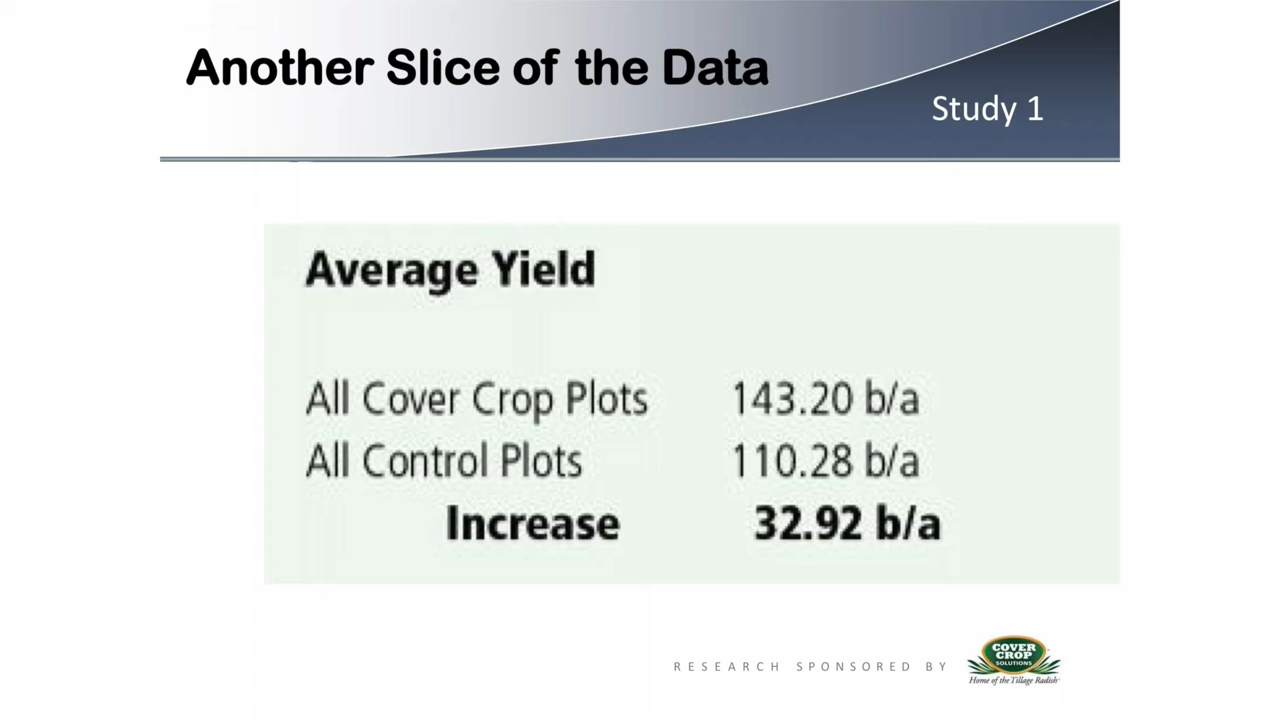 Another Slice of the Data
Study 1
Average Yield
All Cover Crop Plots 143.20 b/a
All Control Plots 110.28 b/a
Increase 32.92 b/a
RESEARCH SPONSORED BY
COVER
CROP
SOLUTIONS
Home of the Tillage Radish